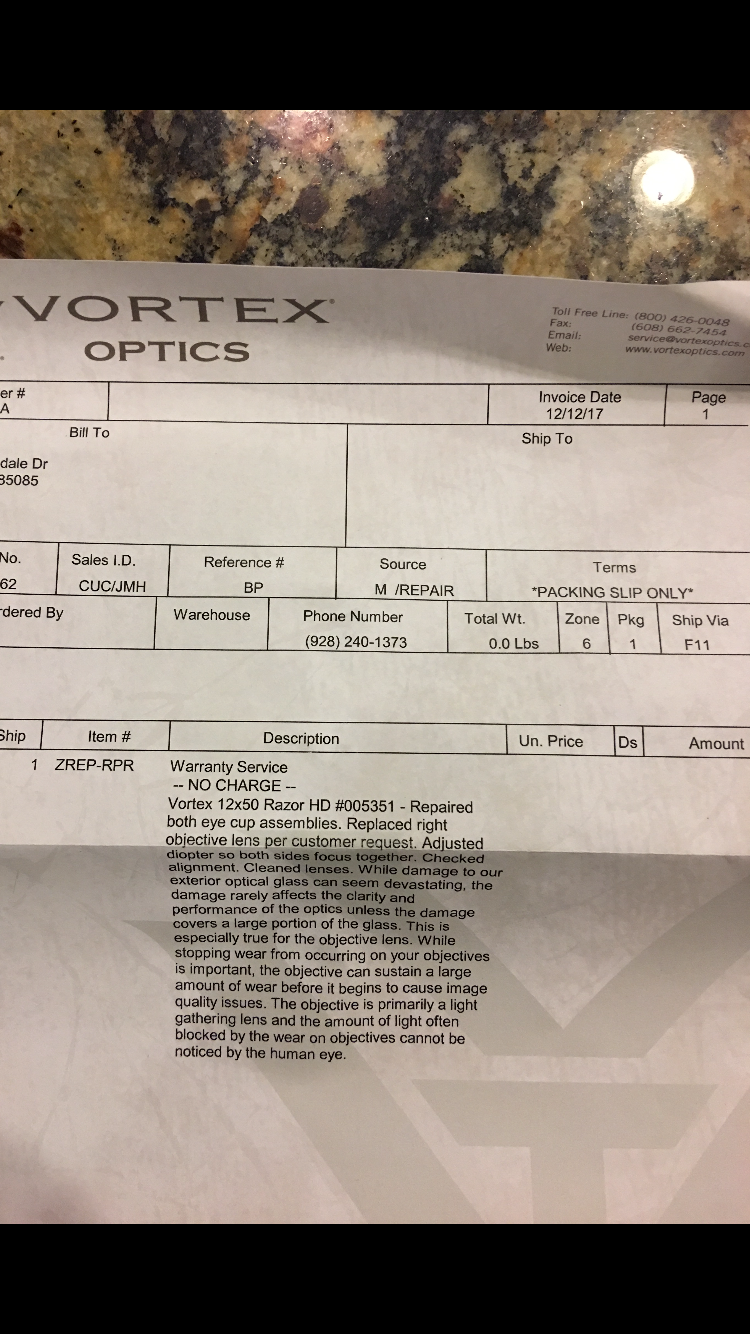 VORTEX®
OPTICS
Toll Free Line: (800) 426-0048
Fax: (608) 662-7454
Email: service@vortexoptics.c
Web: www.vortexoptics.com
er #
A
Invoice Date
12/12/17
Page
1
Bill To
Ship To
dale Dr
85085
No.
62
Sales I.D.
CUC/JMH
Reference #
BP
Source
M /REPAIR
Terms
*PACKING SLIP ONLY*
rdered By
Warehouse
Phone Number
(928) 240-1373
Total Wt.
0.0 Lbs
Zone
6
Pkg
1
Ship Via
F11
Ship Item # Description Un. Price Ds Amount
1 ZREP-RPR Warranty Service
-- NO CHARGE --
Vortex 12x50 Razor HD #005351 - Repaired
both eye cup assemblies. Replaced right
objective lens per customer request. Adjusted
diopter so both sides focus together. Checked
alignment. Cleaned lenses. While damage to our
exterior optical glass can seem devastating, the
damage rarely affects the clarity and
performance of the optics unless the damage
covers a large portion of the glass. This is
especially true for the objective lens. While
stopping wear from occurring on your objectives
is important, the objective can sustain a large
amount of wear before it begins to cause image
quality issues. The objective is primarily a light
gathering lens and the amount of light often
blocked by the wear on objectives cannot be
noticed by the human eye.